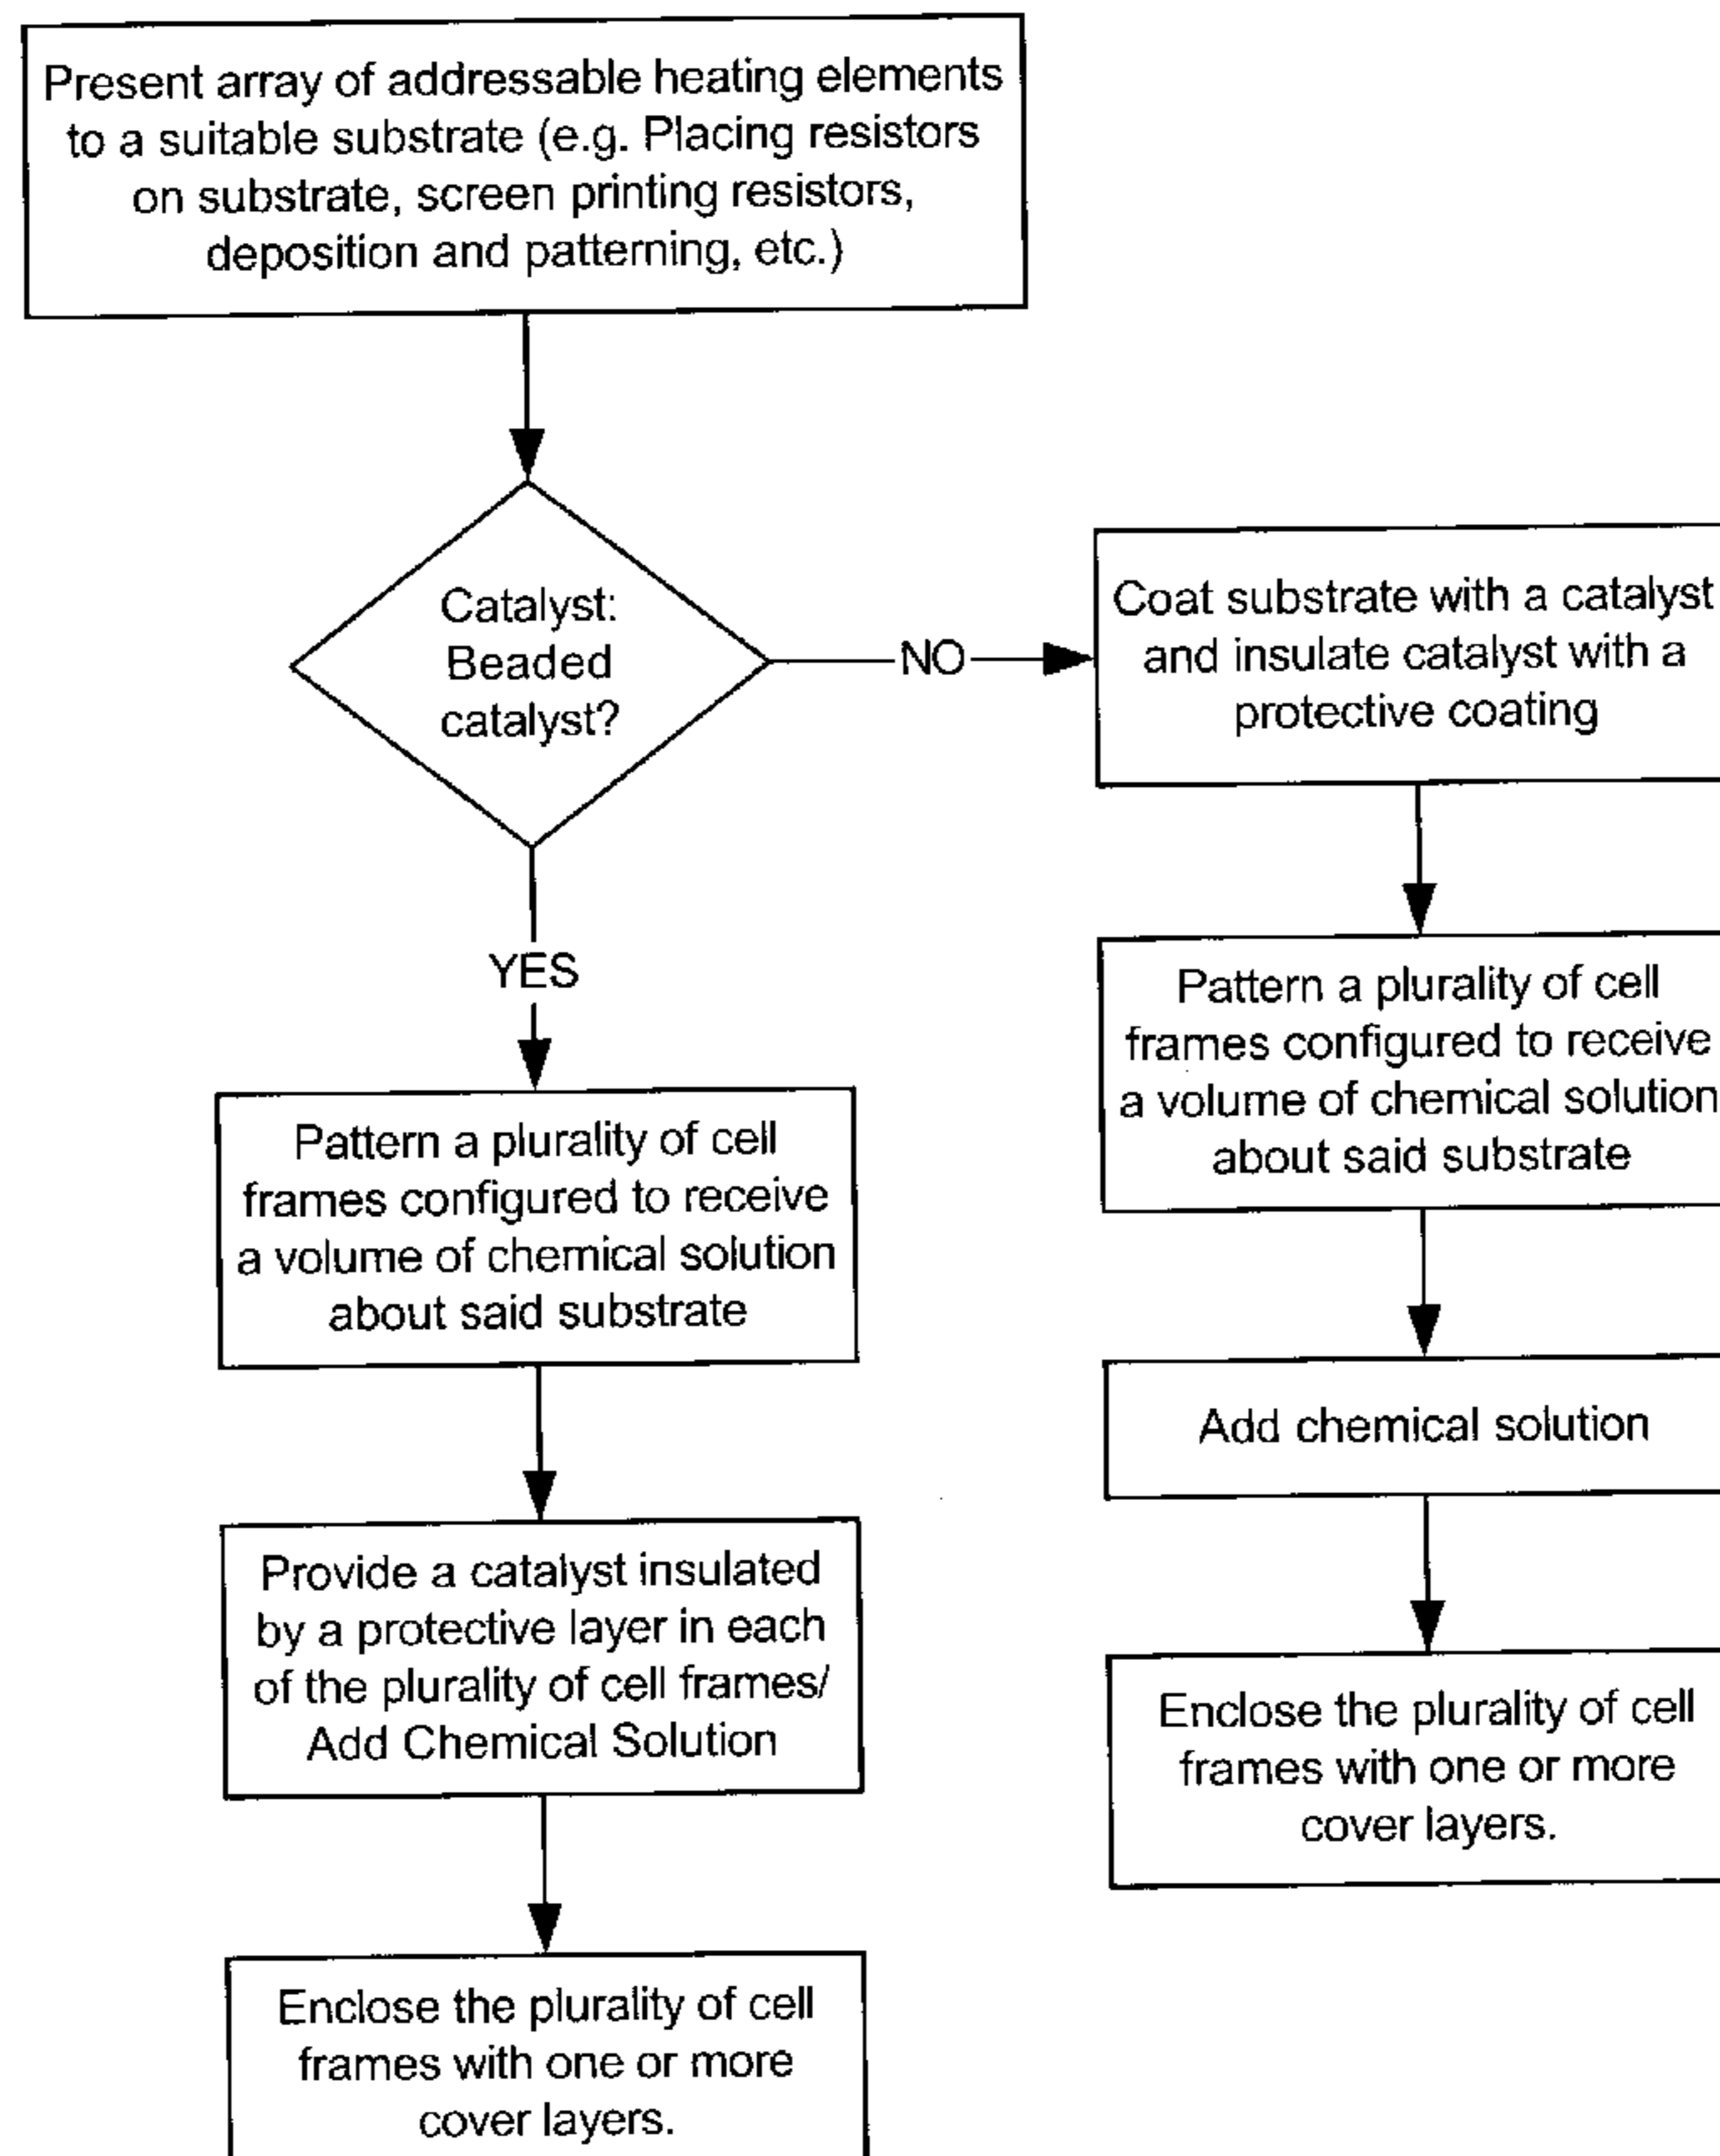 Present array of addressable heating elements
to a suitable substrate (e.g. Placing resistors
on substrate, screen printing resistors,
deposition and patterning, etc.)
Catalyst:
Beaded
catalyst?
NO
Coat substrate with a catalyst
and insulate catalyst with a
protective coating
Pattern a plurality of cell
frames configured to receive
a volume of chemical solution
about said substrate
Add chemical solution
Enclose the plurality of cell
frames with one or more
cover layers.
YES
Pattern a plurality of cell
frames configured to receive
a volume of chemical solution
about said substrate
Provide a catalyst insulated
by a protective layer in each
of the plurality of cell frames/
Add Chemical Solution
Enclose the plurality of cell
frames with one or more
cover layers.